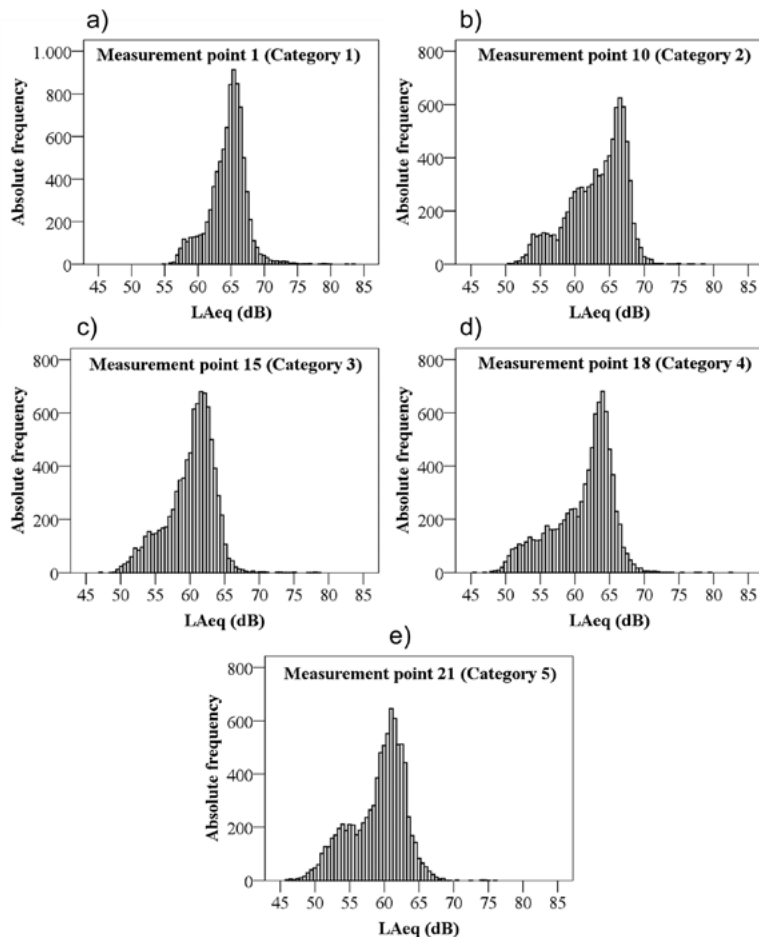 a)
Measurement point 1 (Category 1)
Absolute frequency
1.000
800
600
400
200
0
45 50 55 60 65 70 75 80 85
LAeq (dB)
b)
Measurement point 10 (Category 2)
Absolute frequency
800
600
400
200
0
45 50 55 60 65 70 75 80 85
LAeq (dB)
c)
Measurement point 15 (Category 3)
Absolute frequency
800
600
400
200
0
45 50 55 60 65 70 75 80 85
LAeq (dB)
d)
Measurement point 18 (Category 4)
Absolute frequency
800
600
400
200
0
45 50 55 60 65 70 75 80 85
LAeq (dB)
e)
Measurement point 21 (Category 5)
Absolute frequency
800
600
400
200
0
45 50 55 60 65 70 75 80 85
LAeq (dB)